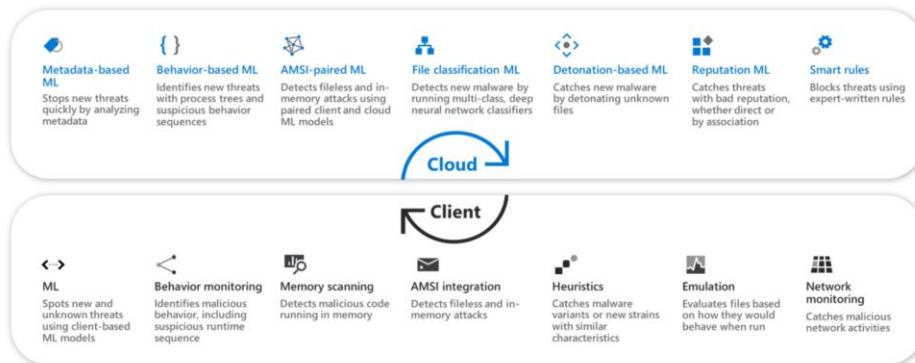 Metadata-based
ML
Stops new threats
quickly by analyzing
metadata
Behavior-based ML
Identifies new threats
with process trees and
suspicious behavior
sequences
AMSI-paired ML
Detects fileless and in-
memory attacks using
paired client and cloud
ML models
File classification ML
Detects new malware by
running multi-class, deep
neural network classifiers
Detonation-based ML
Catches new malware
by detonating unknown
files
Reputation ML
Catches threats
with bad reputation,
whether direct or
by association
Smart rules
Blocks threats using
expert-written rules
Cloud
Client
ML
Spots new and
unknown threats
using client-based
ML models
Behavior monitoring
Identifies malicious
behavior, including
suspicious runtime
sequence
Memory scanning
Detects malicious code
running in memory
AMSI integration
Detects fileless and in-
memory attacks
Heuristics
Catches malware
variants or new strains
with similar
characteristics
Emulation
Evaluates files based
on how they would
behave when run
Network
monitoring
Catches malicious
network activities